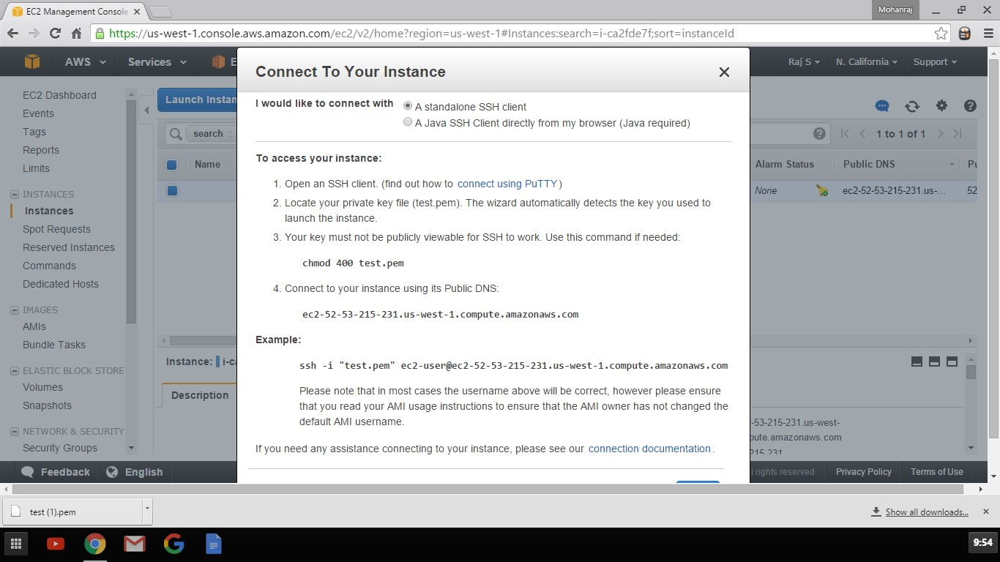 EC2 Management Console
Mohanraj
https://us-west-1.console.aws.amazon.com/ec2/v2/home?region=us-west-1#Instances:search=i-ca2fde7f;sort=instanceId
AWS Services E Raj S N. California Support
Connect To Your Instance
I would like to connect with A standalone SSH client
A Java SSH Client directly from my browser (Java required)
To access your instance:
1. Open an SSH client. (find out how to connect using PuTTY)
2. Locate your private key file (test.pem). The wizard automatically detects the key you used to
launch the instance.
3. Your key must not be publicly viewable for SSH to work. Use this command if needed:
chmod 400 test.pem
4. Connect to your instance using its Public DNS:
ec2-52-53-215-231.us-west-1.compute.amazonaws.com
Example:
ssh -i "test.pem" ec2-user@ec2-52-53-215-231.us-west-1.compute.amazonaws.com
Please note that in most cases the username above will be correct, however please ensure
that you read your AMI usage instructions to ensure that the AMI owner has not changed the
default AMI username.
If you need any assistance connecting to your instance, please see our connection documentation.
EC2 Dashboard
Events
Tags
Reports
Limits
INSTANCES
Instances
Spot Requests
Reserved Instances
Commands
Dedicated Hosts
IMAGES
AMIs
Bundle Tasks
ELASTIC BLOCK STORE
Volumes
Snapshots
NETWORK & SECURITY
Security Groups
Launch Instan
search :
1 to 1 of 1
Name
Alarm Status Public DNS Pu
None ec2-52-53-215-231.us-... 52
Instance: i-ca
Description
-53-215-231.us-west-
pute.amazonaws.com
Feedback English
l rights reserved. Privacy Policy Terms of Use
test (1).pem
Show all downloads...
9:54